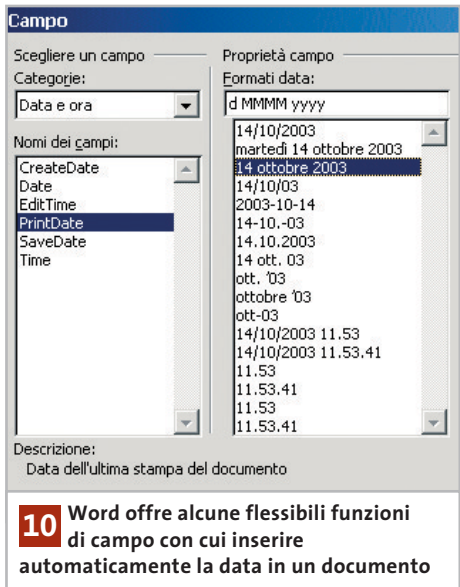 Campo
Scegliere un campo
Categorie:
Data e ora
Nomi dei campi:
CreateDate
Date
EditTime
PrintDate
SaveDate
Time
Proprietà campo
Formati data:
d MMMM yyyy
14/10/2003
martedì 14 ottobre 2003
14 ottobre 2003
14/10/03
2003-10-14
14-10.-03
14.10.2003
14 ott. 03
ott. '03
ottobre '03
ott-03
14/10/2003 11.53
14/10/2003 11.53.41
11.53
11.53.41
11.53
11.53.41
Descrizione:
Data dell'ultima stampa del documento
10 Word offre alcune flessibili funzioni
di campo con cui inserire
automaticamente la data in un documento